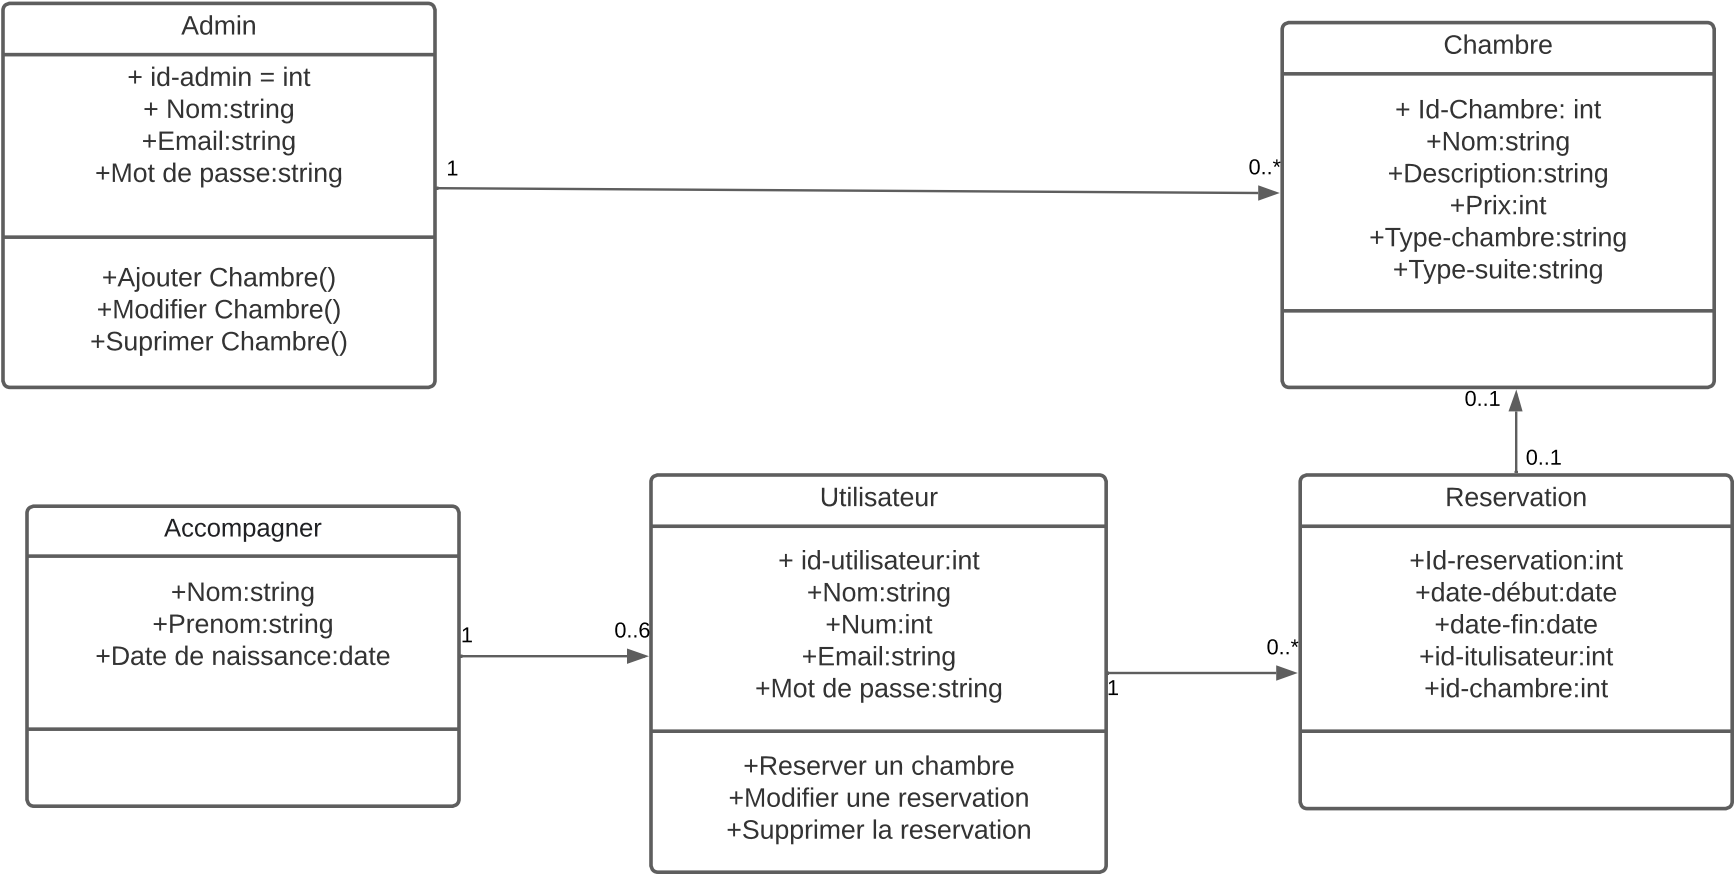 Admin
+ id-admin = int
+ Nom:string
+Email:string
+Mot de passe:string
+Ajouter Chambre()
+Modifier Chambre()
+Suprimer Chambre()
1
0..*
Chambre
+ Id-Chambre: int
+Nom:string
+Description:string
+Prix:int
+Type-chambre:string
+Type-suite:string
0..1
0..1
Accompagner
+Nom:string
+Prenom:string
+Date de naissance:date
1
0..6
Utilisateur
+ id-utilisateur:int
+Nom:string
+Num:int
+Email:string
+Mot de passe:string
+Reserver un chambre
+Modifier une reservation
+Supprimer la reservation
1
0..*
Reservation
+Id-reservation:int
+date-début:date
+date-fin:date
+id-itulisateur:int
+id-chambre:int